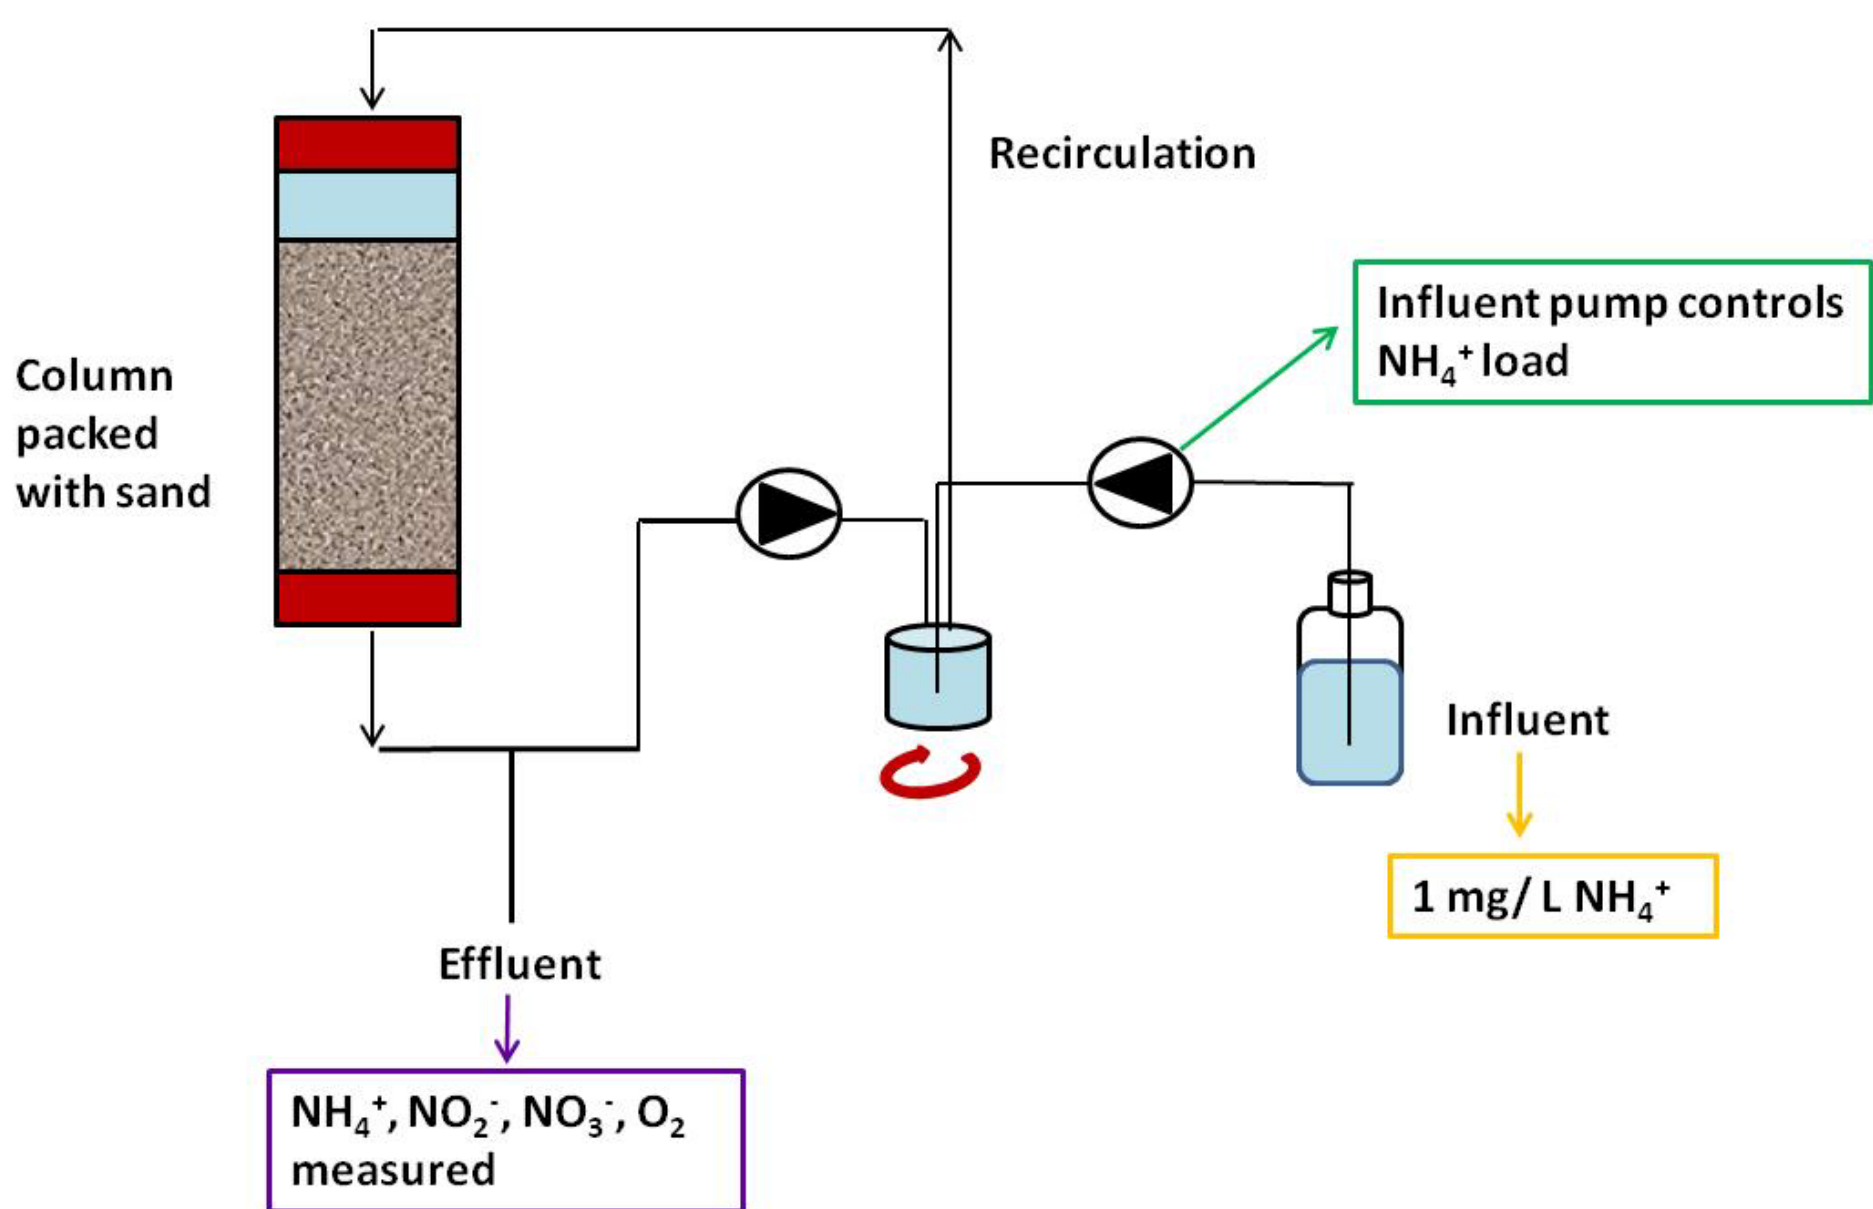 Recirculation
Influent pump controls
NH₄⁺ load
Column
packed
with sand
Influent
1 mg/ L NH₄⁺
Effluent
NH₄⁺, NO₂⁻, NO₃⁻, O₂
measured